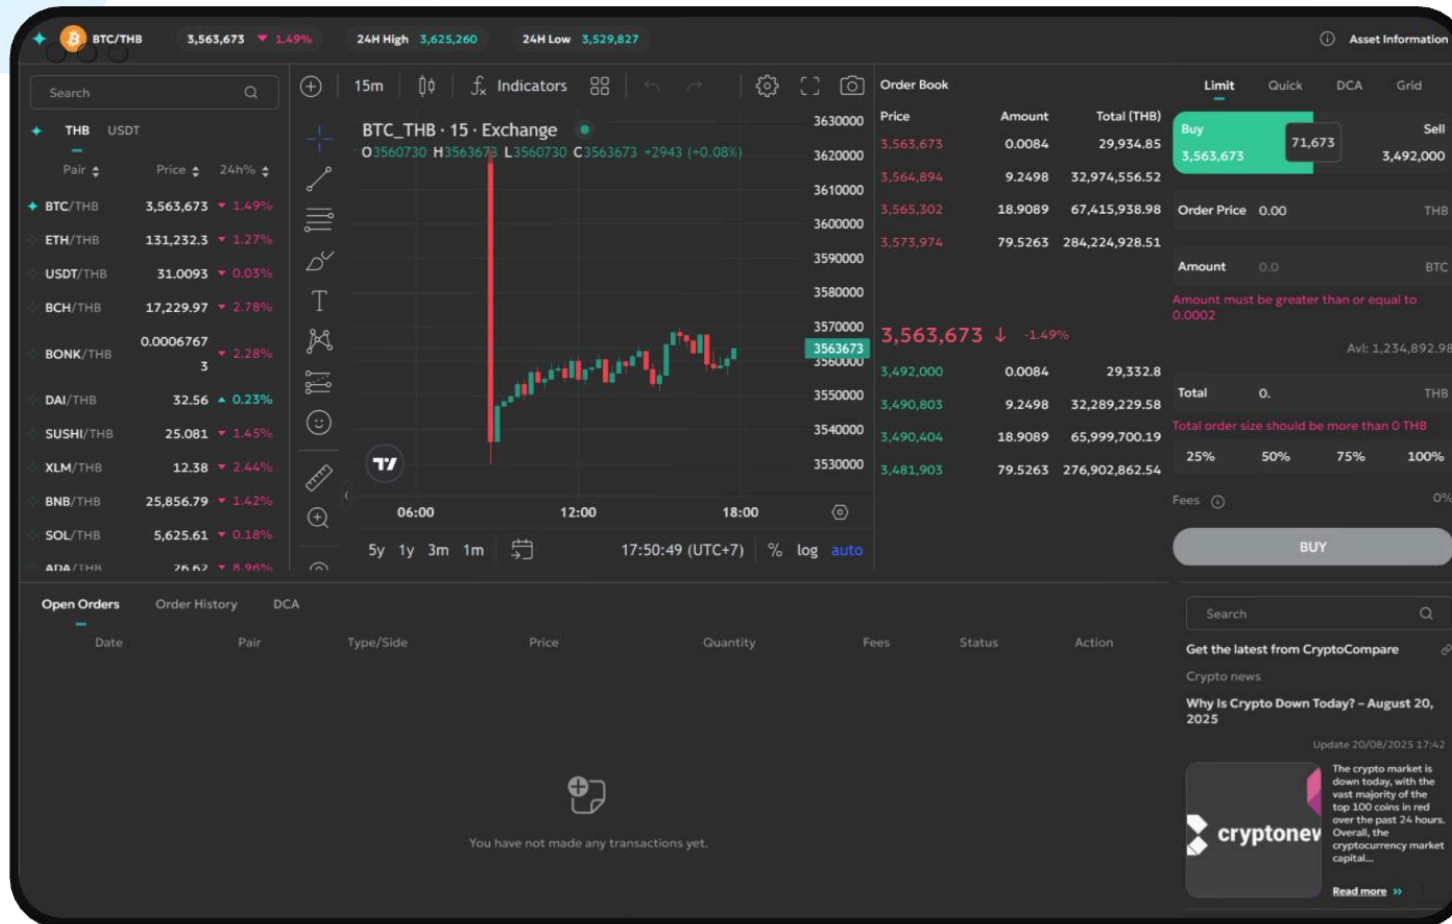 BTC/THB 3,563,673 ▼ 1.49% 24H High 3,625,260 24H Low 3,529,827 Asset Information
Search
THB USDT
Pair Price 24h%
BTC/THB 3,563,673 ▼ 1.49%
ETH/THB 131,232.3 ▼ 1.27%
USDT/THB 31.0093 ▼ 0.03%
BCH/THB 17,229.97 ▼ 2.78%
BONK/THB 0.0006767
3 ▼ 2.28%
DAI/THB 32.56 ▲ 0.23%
SUSHI/THB 25.081 ▼ 1.45%
XLM/THB 12.38 ▼ 2.44%
BNB/THB 25,856.79 ▼ 1.42%
SOL/THB 5,625.61 ▼ 0.18%
ADA/THB 26.62 ▼ 8.96%
15m Indicators
BTC_THB · 15 · Exchange
O3560730 H3563673 L3560730 C3563673 +2943 (+0.08%)
3630000
3620000
3610000
3600000
3590000
3580000
3570000
3563673
3560000
3550000
3540000
3530000
06:00 12:00 18:00
5y 1y 3m 1m 17:50:49 (UTC+7) % log auto
Order Book
Price Amount Total (THB)
3,563,673 0.0084 29,934.85
3,564,894 9.2498 32,974,556.52
3,565,302 18.9089 67,415,938.98
3,573,974 79.5263 284,224,928.51
3,563,673 ↓ -1.49%
3,492,000 0.0084 29,332.8
3,490,803 9.2498 32,289,229.58
3,490,404 18.9089 65,999,700.19
3,481,903 79.5263 276,902,862.54
Limit Quick DCA Grid
Buy Sell
3,563,673 71,673 3,492,000
Order Price 0.00 THB
Amount 0.0 BTC
Amount must be greater than or equal to
0.0002
Avl: 1,234,892.98
Total 0. THB
Total order size should be more than 0 THB
25% 50% 75% 100%
Fees 0%
BUY
Open Orders Order History DCA
Date Pair Type/Side Price Quantity Fees Status Action
You have not made any transactions yet.
Search
Get the latest from CryptoCompare
Crypto news
Why Is Crypto Down Today? – August 20,
2025
Update 20/08/2025 17:42
cryptonew
The crypto market is
down today, with the
vast majority of the
top 100 coins in red
over the past 24 hours.
Overall, the
cryptocurrency market
capital...
Read more »